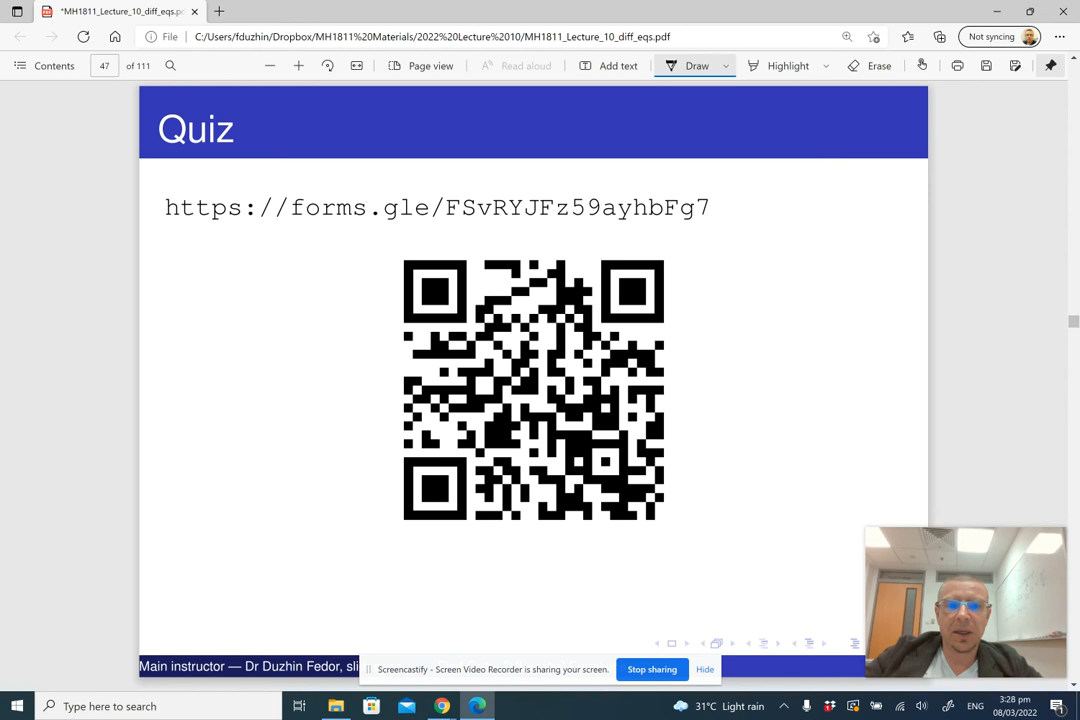 *MH1811_Lecture_10_diff_eqs.pd
File
C:/Users/fduzhin/Dropbox/MH1811%20Materials/2022%20Lecture%2010/MH1811_Lecture_10_diff_eqs.pdf
Not syncing
Contents
47 of 111
Page view
Read aloud
Add text
Draw
Highlight
Erase
Quiz
https://forms.gle/FSvRYJFz59ayhbFg7
Main instructor — Dr Duzhin Fedor, sli
Screencastify - Screen Video Recorder is sharing your screen.
Stop sharing
Hide
Type here to search
31°C Light rain
ENG
3:28 pm
08/03/2022
1